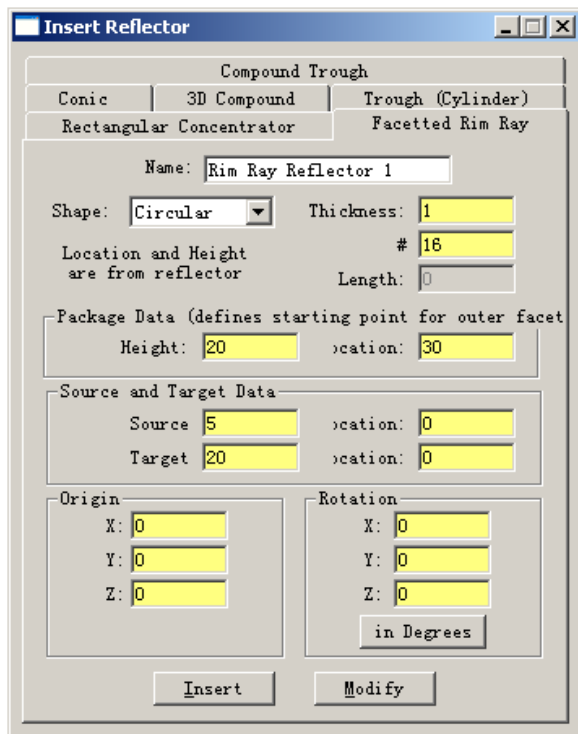 Insert Reflector
Compound Trough
Conic 3D Compound Trough (Cylinder)
Rectangular Concentrator Facetted Rim Ray
Name: Rim Ray Reflector 1
Shape: Circular Thickness: 1
Location and Height # 16
are from reflector Length: 0
Package Data (defines starting point for outer facet
Height: 20 ocation: 30
Source and Target Data
Source 5 ocation: 0
Target 20 ocation: 0
Origin Rotation
X: 0 X: 0
Y: 0 Y: 0
Z: 0 Z: 0
in Degrees
Insert Modify